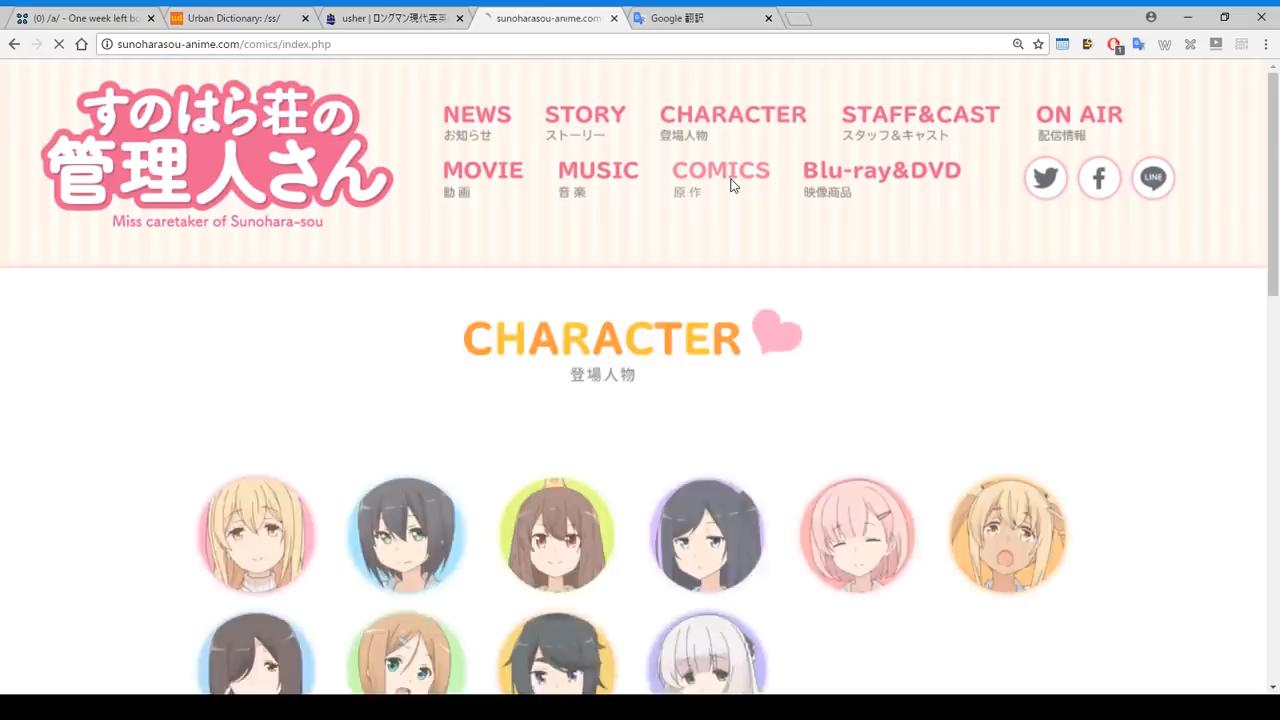 (0) /a/ - One week left bo
Urban Dictionary: /ss/
usher | ロングマン現代英英
sunoharasou-anime.com
Google 翻訳
sunoharasou-anime.com/comics/index.php
1
すのはら荘の
管理人さん
Miss caretaker of Sunohara-sou
NEWS
お知らせ
STORY
ストーリー
CHARACTER
登場人物
STAFF&CAST
スタッフ&キャスト
ON AIR
配信情報
MOVIE
動画
MUSIC
音楽
COMICS
原作
Blu-ray&DVD
映像商品
LINE
CHARACTER
登場人物